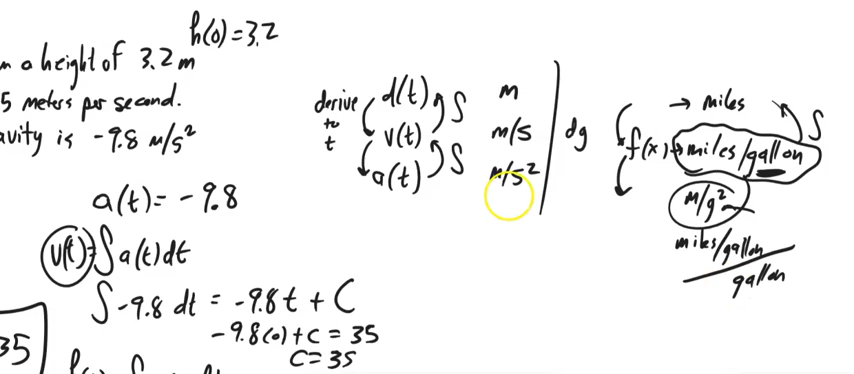 h(0)=3.2
m a height of 3.2 m
5 meters per second.
avity is -9.8 m/s²
a(t) = -9.8
v(t) = ∫ a(t) dt
∫ -9.8 dt = -9.8t + C
-9.8(0) + C = 35
C = 35
35
derive to t
d(t) ∫ m
v(t) ∫ m/s
a(t) m/s²
dg
→ miles
∫
f(x) → miles/gallon
m/g²
miles/gallon
gallon